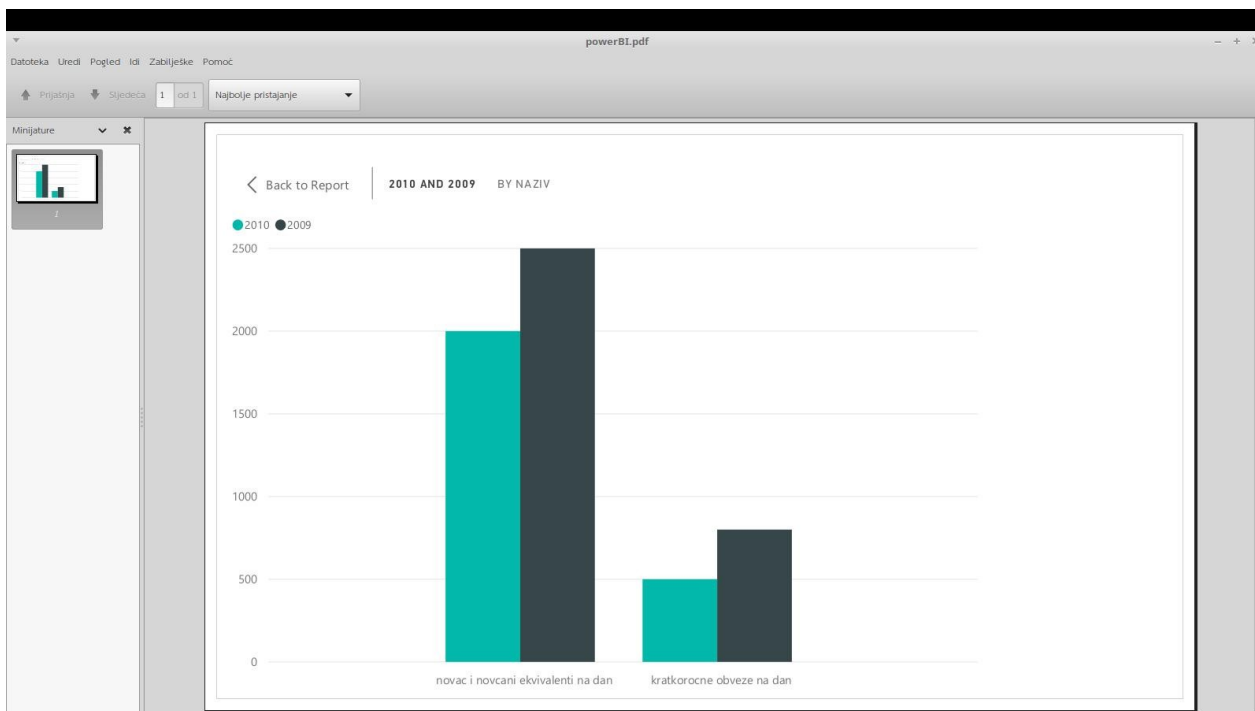 powerBI.pdf
Datoteka Uredi Pogled Idi Zabilješke Pomoć
Prijašnja Sljedeća 1 od 1 Najbolje pristajanje
Minijature
1
Back to Report 2010 AND 2009 BY NAZIV
2010 2009
2500
2000
1500
1000
500
0
novac i novcani ekvivalenti na dan kratkorocne obveze na dan